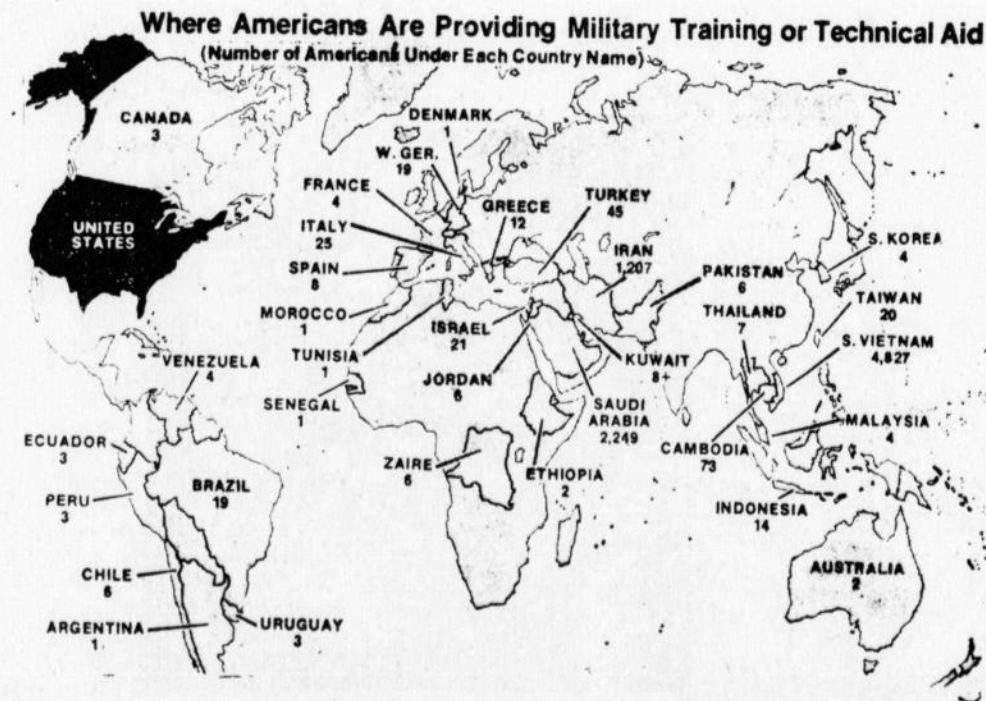 Where Americans Are Providing Military Training or Technical Aid
(Number of Americans Under Each Country Name)
CANADA
3
UNITED
STATES
DENMARK
1
W. GER.
19
FRANCE
4
ITALY
25
SPAIN
8
MOROCCO
1
TUNISIA
1
SENEGAL
1
GREECE
12
TURKEY
45
IRAN
1,207
ISRAEL
21
JORDAN
6
KUWAIT
8+
SAUDI
ARABIA
2,249
PAKISTAN
6
THAILAND
7
S. KOREA
4
TAIWAN
20
S. VIETNAM
4,827
MALAYSIA
4
CAMBODIA
73
INDONESIA
14
AUSTRALIA
2
ZAIRE
6
ETHIOPIA
2
VENEZUELA
4
ECUADOR
3
PERU
3
BRAZIL
19
CHILE
6
ARGENTINA
1
URUGUAY
3